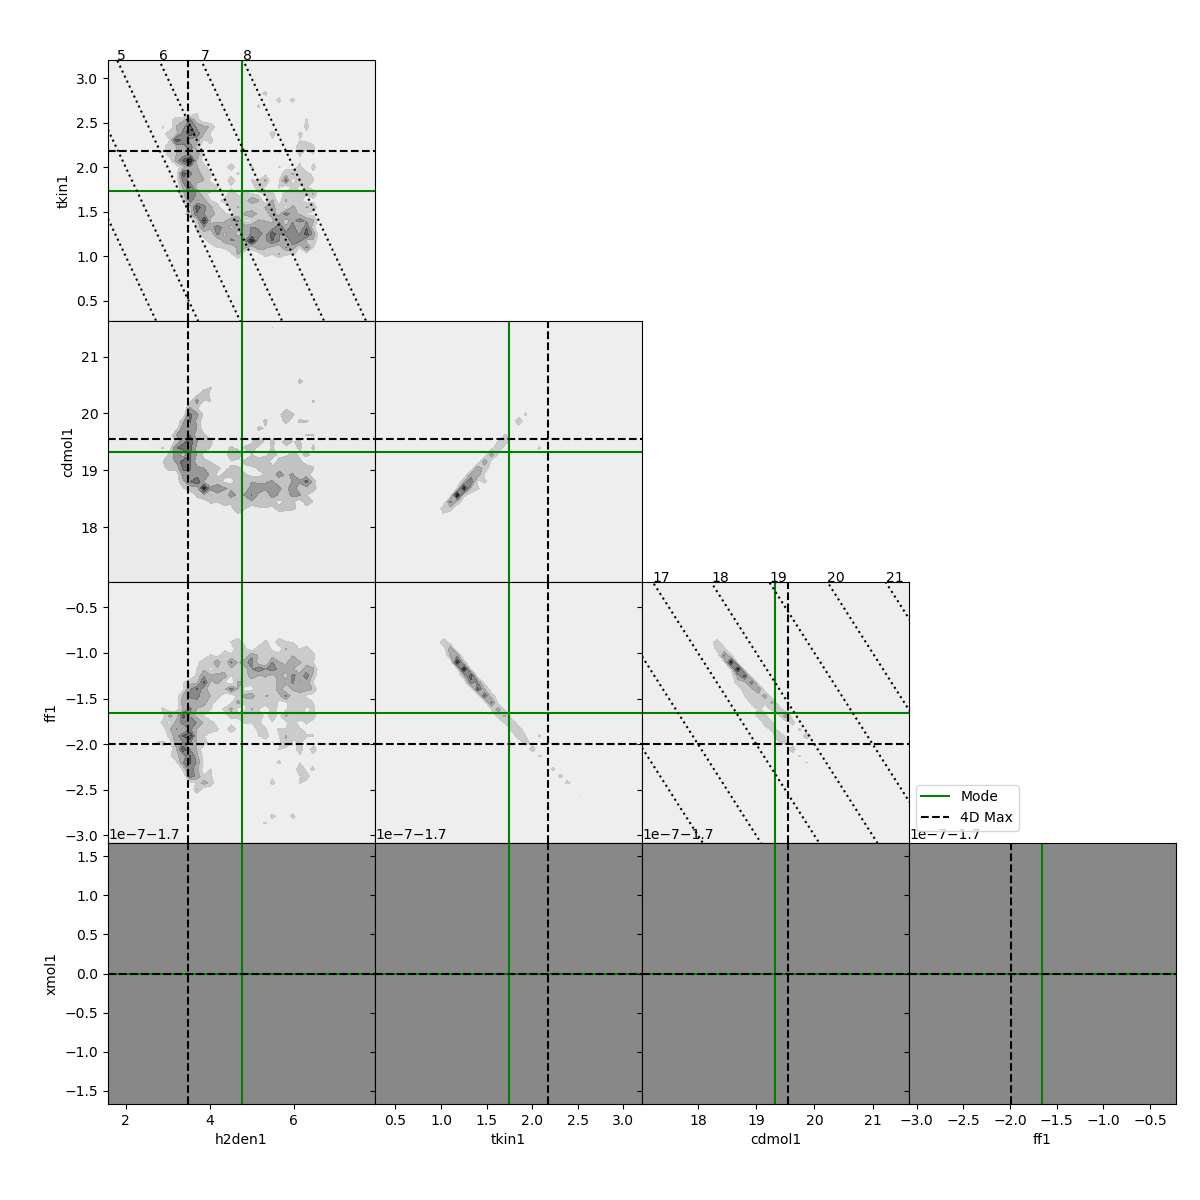 5 6 7 8
3.0
2.5
2.0
1.5
1.0
0.5
tkin1
21
20
19
18
cdmol1
17 18 19 20 21
−0.5
−1.0
−1.5
−2.0
−2.5
−3.0
ff1
Mode
4D Max
1e−7−1.7 1e−7−1.7 1e−7−1.7 1e−7−1.7
1.5
1.0
0.5
0.0
−0.5
−1.0
−1.5
xmol1
2 4 6 0.5 1.0 1.5 2.0 2.5 3.0 18 19 20 21 −3.0 −2.5 −2.0 −1.5 −1.0 −0.5
h2den1 tkin1 cdmol1 ff1